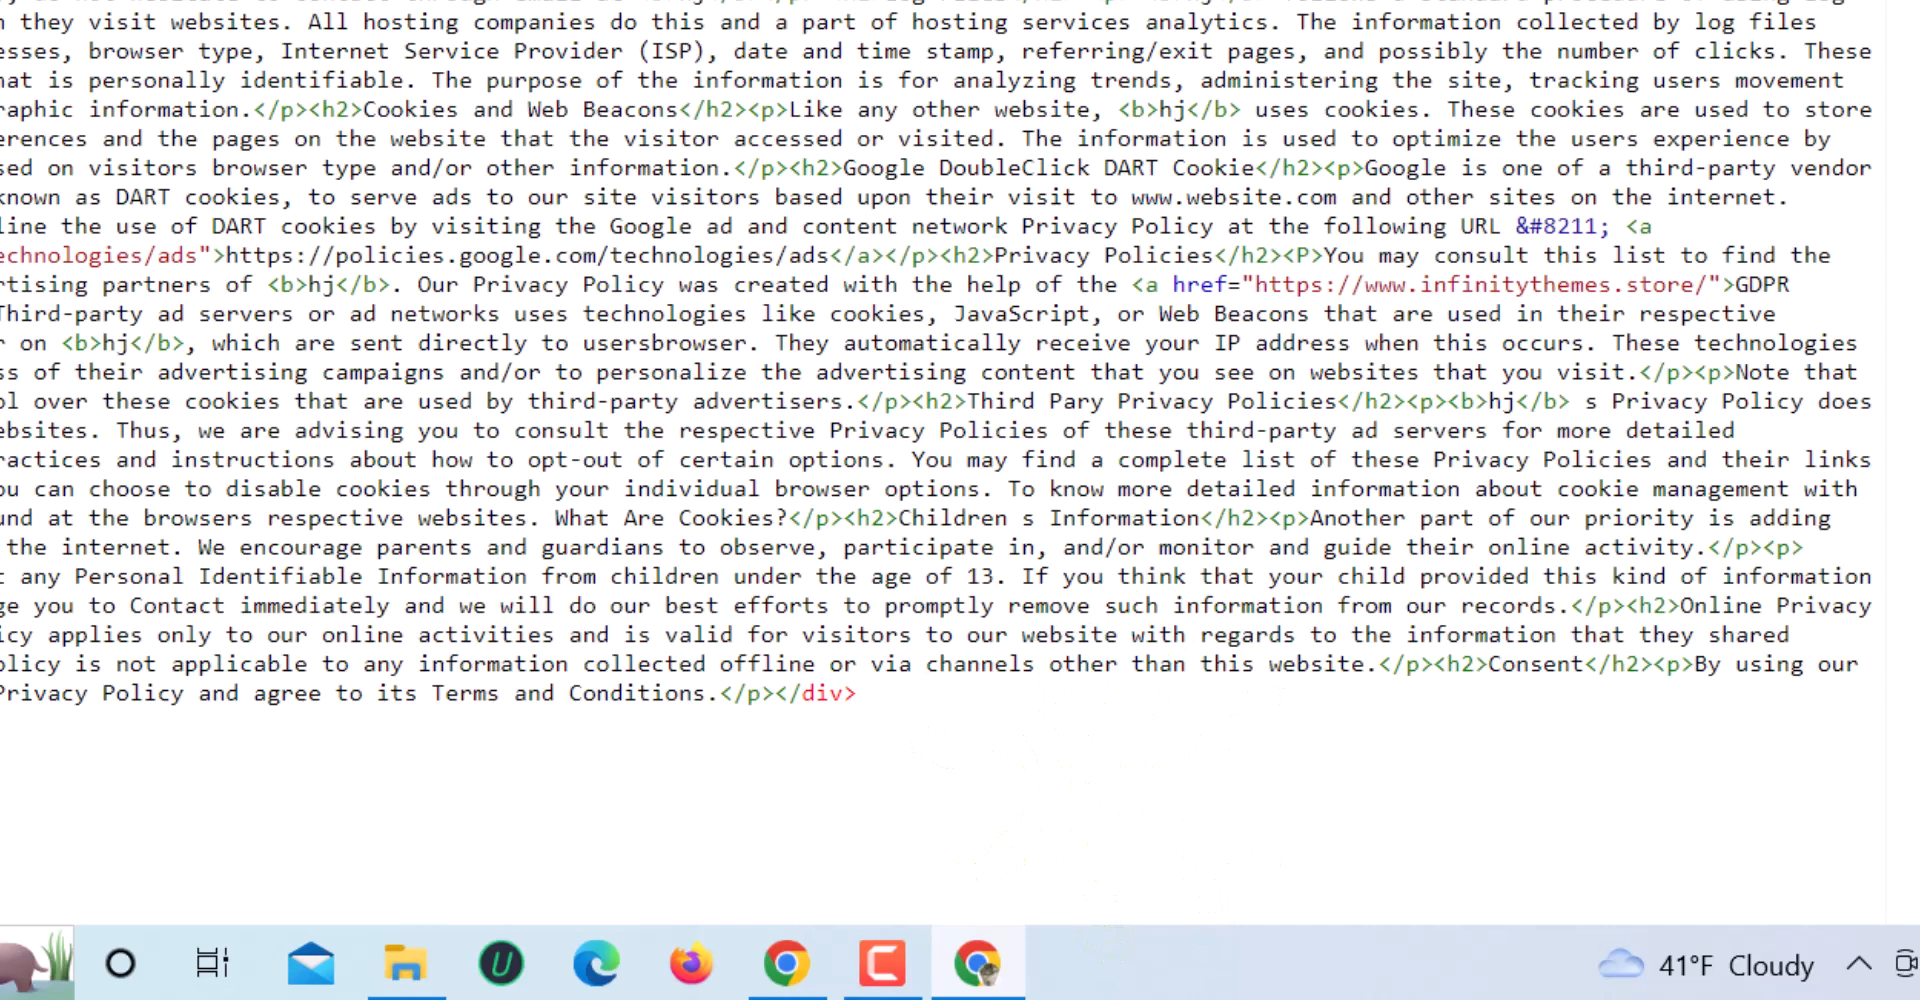 they visit websites. All hosting companies do this and a part of hosting services analytics. The information collected by log files
esses, browser type, Internet Service Provider (ISP), date and time stamp, referring/exit pages, and possibly the number of clicks. These
hat is personally identifiable. The purpose of the information is for analyzing trends, administering the site, tracking users movement
raphic information.</p><h2>Cookies and Web Beacons</h2><p>Like any other website, <b>hj</b> uses cookies. These cookies are used to store
erences and the pages on the website that the visitor accessed or visited. The information is used to optimize the users experience by
sed on visitors browser type and/or other information.</p><h2>Google DoubleClick DART Cookie</h2><p>Google is one of a third-party vendor
known as DART cookies, to serve ads to our site visitors based upon their visit to www.website.com and other sites on the internet.
line the use of DART cookies by visiting the Google ad and content network Privacy Policy at the following URL &#8211; <a
echnologies/ads">https://policies.google.com/technologies/ads</a></p><h2>Privacy Policies</h2><P>You may consult this list to find the
rtising partners of <b>hj</b>. Our Privacy Policy was created with the help of the <a href="https://www.infinitythemes.store/">GDPR
Third-party ad servers or ad networks uses technologies like cookies, JavaScript, or Web Beacons that are used in their respective
r on <b>hj</b>, which are sent directly to usersbrowser. They automatically receive your IP address when this occurs. These technologies
ss of their advertising campaigns and/or to personalize the advertising content that you see on websites that you visit.</p><p>Note that
ol over these cookies that are used by third-party advertisers.</p><h2>Third Pary Privacy Policies</h2><p><b>hj</b> s Privacy Policy does
ebsites. Thus, we are advising you to consult the respective Privacy Policies of these third-party ad servers for more detailed
ractices and instructions about how to opt-out of certain options. You may find a complete list of these Privacy Policies and their links
ou can choose to disable cookies through your individual browser options. To know more detailed information about cookie management with
und at the browsers respective websites. What Are Cookies?</p><h2>Children s Information</h2><p>Another part of our priority is adding
the internet. We encourage parents and guardians to observe, participate in, and/or monitor and guide their online activity.</p><p>
t any Personal Identifiable Information from children under the age of 13. If you think that your child provided this kind of information
ge you to Contact immediately and we will do our best efforts to promptly remove such information from our records.</p><h2>Online Privacy
icy applies only to our online activities and is valid for visitors to our website with regards to the information that they shared
olicy is not applicable to any information collected offline or via channels other than this website.</p><h2>Consent</h2><p>By using our
Privacy Policy and agree to its Terms and Conditions.</p></div>
41°F Cloudy